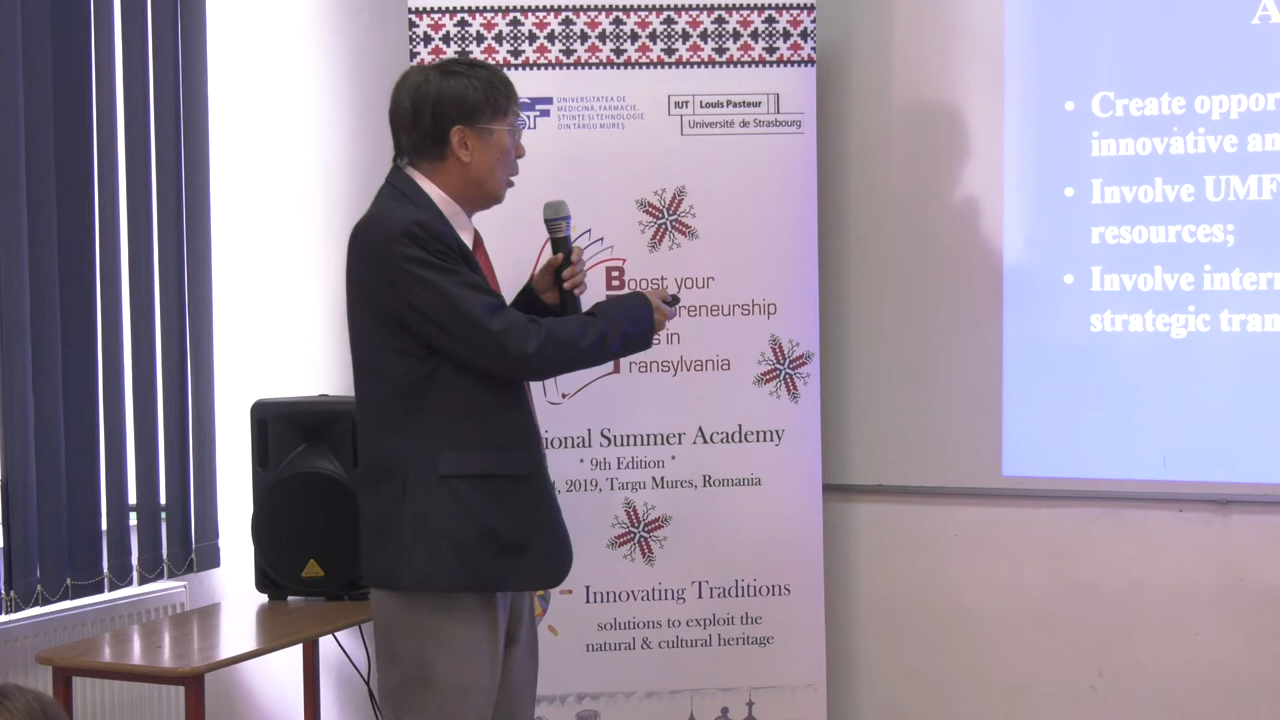 UNIVERSITATEA DE
MEDICINĂ, FARMACIE,
ȘTIINȚE ȘI TEHNOLOGIE
DIN TÂRGU MUREȘ
IUT Louis Pasteur
Université de Strasbourg
Boost your
preneurship
s in
ransylvania
ional Summer Academy
* 9th Edition *
, 2019, Targu Mures, Romania
Innovating Traditions
solutions to exploit the
natural & cultural heritage
A
• Create oppor
innovative an
• Involve UMF
resources;
• Involve intern
strategic tran